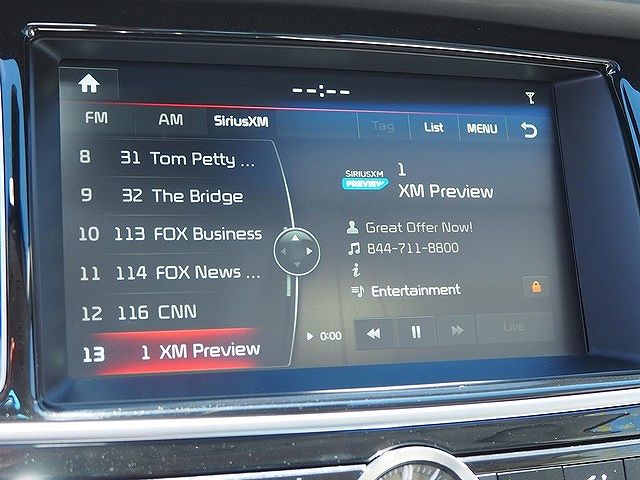 --:--
FM AM SiriusXM Tag List MENU
8 31 Tom Petty ...
9 32 The Bridge
10 113 FOX Business
11 114 FOX News ...
12 116 CNN
13 1 XM Preview
SIRIUSXM
PREVIEW
1
XM Preview
Great Offer Now!
844-711-8800
Entertainment
0:00
Live